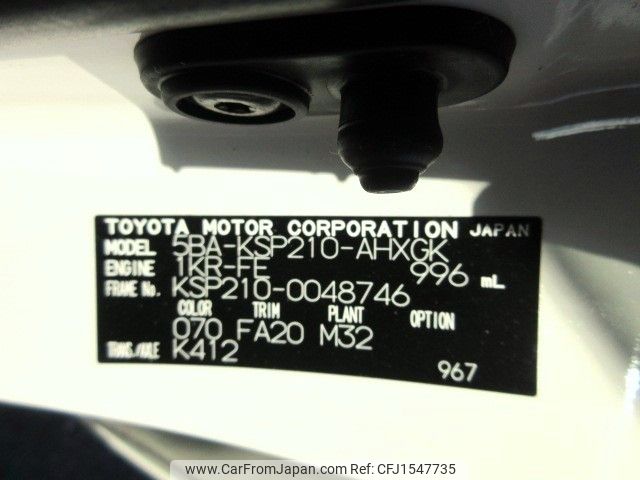 TOYOTA MOTOR CORPORATION JAPAN
MODEL 5BA-KSP210-AHXGK
ENGINE 1KR-FE 996 mL
FRAME No. KSP210-0048746
COLOR TRIM PLANT OPTION
070 FA20 M32
TRANS./AXLE K412
967
www.CarFromJapan.com REF: CFJ1547735